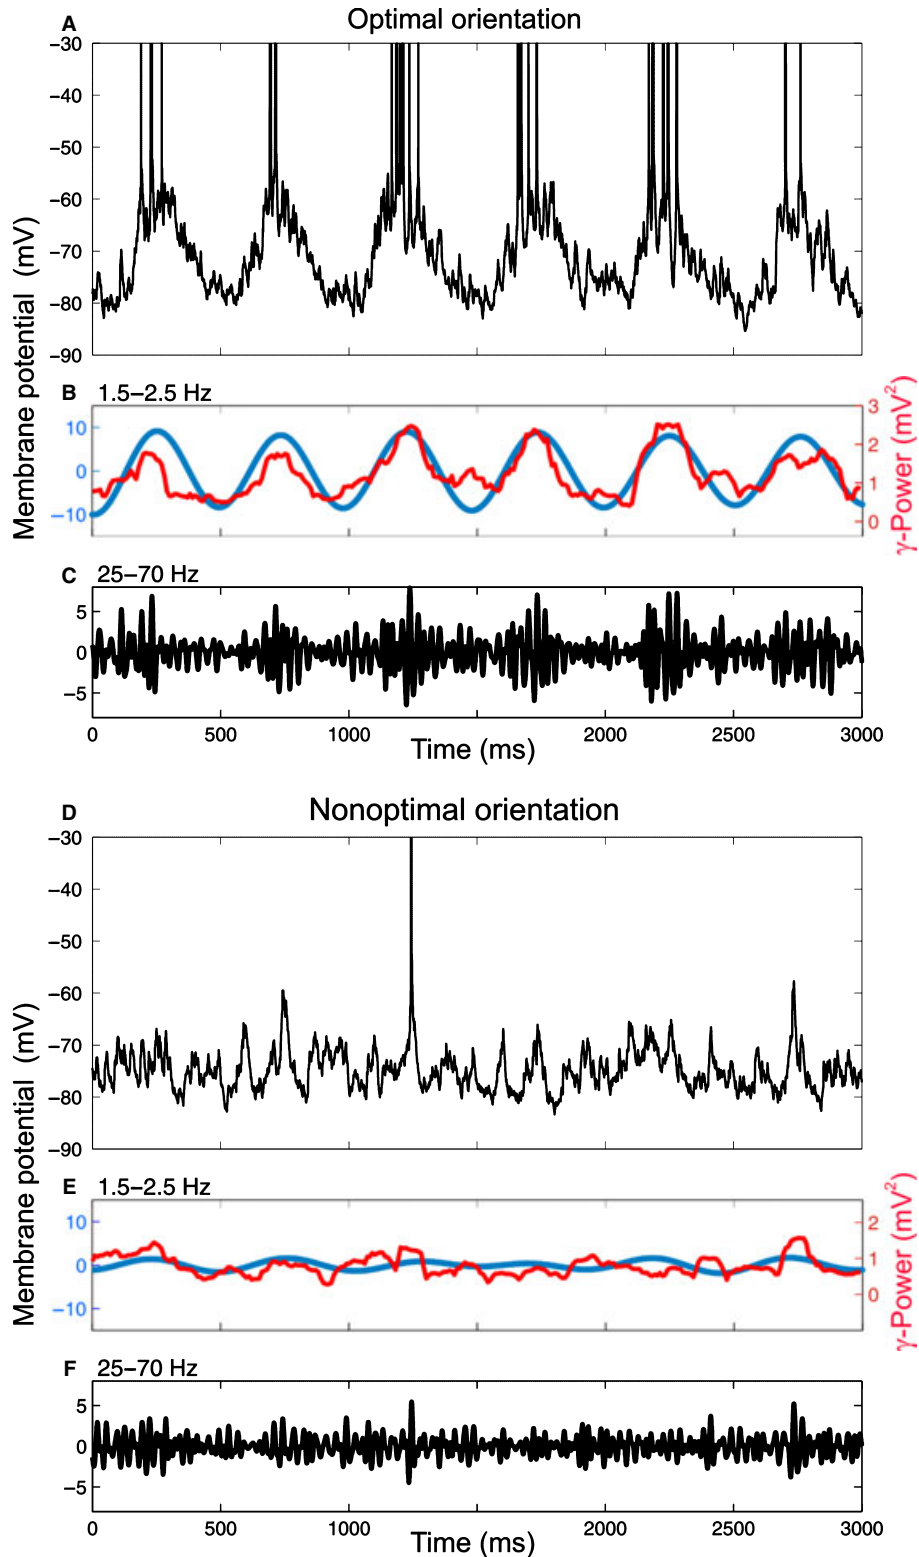 A Optimal orientation
−30
−40
−50
−60
−70
−80
−90
Membrane potential (mV)
B 1.5−2.5 Hz
10
0
−10
3
2
1
0
γ-Power (mV²)
C 25−70 Hz
5
0
−5
0 500 1000 2000 2500 3000
Time (ms)
D Nonoptimal orientation
−30
−40
−50
−60
−70
−80
−90
Membrane potential (mV)
E 1.5−2.5 Hz
10
0
−10
2
1
0
γ-Power (mV²)
F 25−70 Hz
5
0
−5
0 500 1000 2000 2500 3000
Time (ms)